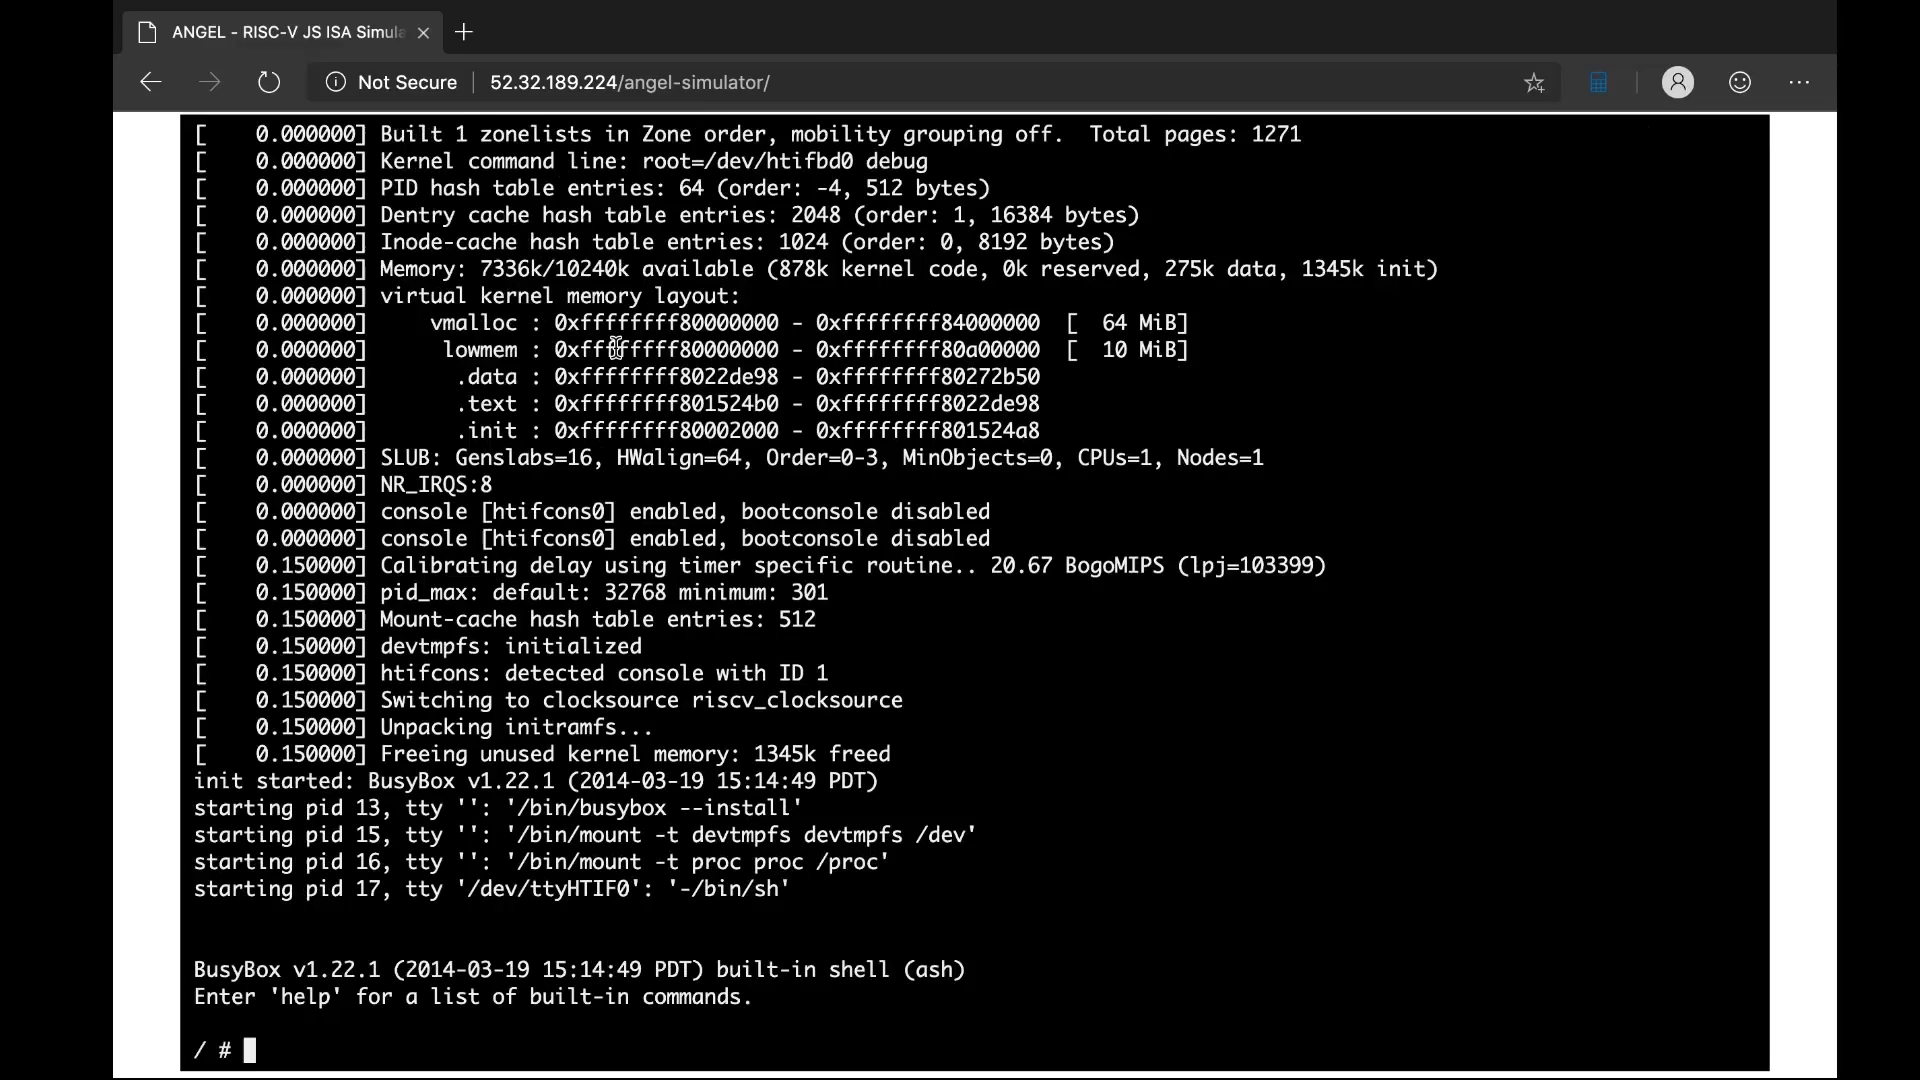 ANGEL - RISC-V JS ISA Simula
Not Secure 52.32.189.224/angel-simulator/
[    0.000000] Built 1 zonelists in Zone order, mobility grouping off.  Total pages: 1271
[    0.000000] Kernel command line: root=/dev/htifbd0 debug
[    0.000000] PID hash table entries: 64 (order: -4, 512 bytes)
[    0.000000] Dentry cache hash table entries: 2048 (order: 1, 16384 bytes)
[    0.000000] Inode-cache hash table entries: 1024 (order: 0, 8192 bytes)
[    0.000000] Memory: 7336k/10240k available (878k kernel code, 0k reserved, 275k data, 1345k init)
[    0.000000] virtual kernel memory layout:
[    0.000000]     vmalloc : 0xffffffff80000000 - 0xffffffff84000000  [  64 MiB]
[    0.000000]      lowmem : 0xffffffff80000000 - 0xffffffff80a00000  [  10 MiB]
[    0.000000]       .data : 0xffffffff8022de98 - 0xffffffff80272b50
[    0.000000]       .text : 0xffffffff801524b0 - 0xffffffff8022de98
[    0.000000]       .init : 0xffffffff80002000 - 0xffffffff801524a8
[    0.000000] SLUB: Genslabs=16, HWalign=64, Order=0-3, MinObjects=0, CPUs=1, Nodes=1
[    0.000000] NR_IRQS:8
[    0.000000] console [htifcons0] enabled, bootconsole disabled
[    0.000000] console [htifcons0] enabled, bootconsole disabled
[    0.150000] Calibrating delay using timer specific routine.. 20.67 BogoMIPS (lpj=103399)
[    0.150000] pid_max: default: 32768 minimum: 301
[    0.150000] Mount-cache hash table entries: 512
[    0.150000] devtmpfs: initialized
[    0.150000] htifcons: detected console with ID 1
[    0.150000] Switching to clocksource riscv_clocksource
[    0.150000] Unpacking initramfs...
[    0.150000] Freeing unused kernel memory: 1345k freed
init started: BusyBox v1.22.1 (2014-03-19 15:14:49 PDT)
starting pid 13, tty '': '/bin/busybox --install'
starting pid 15, tty '': '/bin/mount -t devtmpfs devtmpfs /dev'
starting pid 16, tty '': '/bin/mount -t proc proc /proc'
starting pid 17, tty '/dev/ttyHTIF0': '-/bin/sh'
BusyBox v1.22.1 (2014-03-19 15:14:49 PDT) built-in shell (ash)
Enter 'help' for a list of built-in commands.
/ #